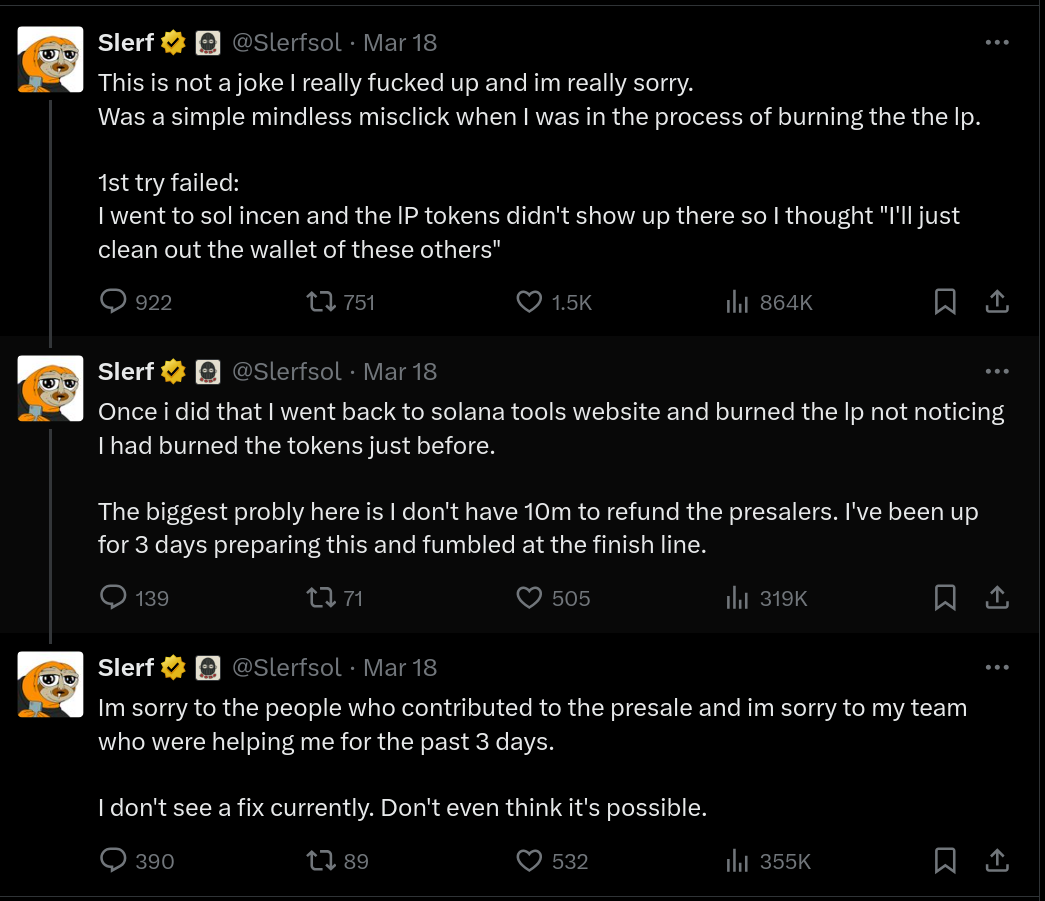 Slerf @Slerfsol · Mar 18
This is not a joke I really fucked up and im really sorry.
Was a simple mindless misclick when I was in the process of burning the the lp.
1st try failed:
I went to sol incen and the lP tokens didn't show up there so I thought "I'll just
clean out the wallet of these others"
922 751 1.5K 864K
Slerf @Slerfsol · Mar 18
Once i did that I went back to solana tools website and burned the lp not noticing
I had burned the tokens just before.
The biggest probly here is I don't have 10m to refund the presalers. I've been up
for 3 days preparing this and fumbled at the finish line.
139 71 505 319K
Slerf @Slerfsol · Mar 18
Im sorry to the people who contributed to the presale and im sorry to my team
who were helping me for the past 3 days.
I don't see a fix currently. Don't even think it's possible.
390 89 532 355K